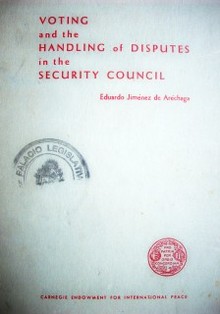 VOTING
and the
HANDLING of DISPUTES
in the
SECURITY COUNCIL
Eduardo Jiménez de Aréchaga
PALACIO LEGISLATIVO
CARNEGIE ENDOWMENT FOR INTERNATIONAL PEACE